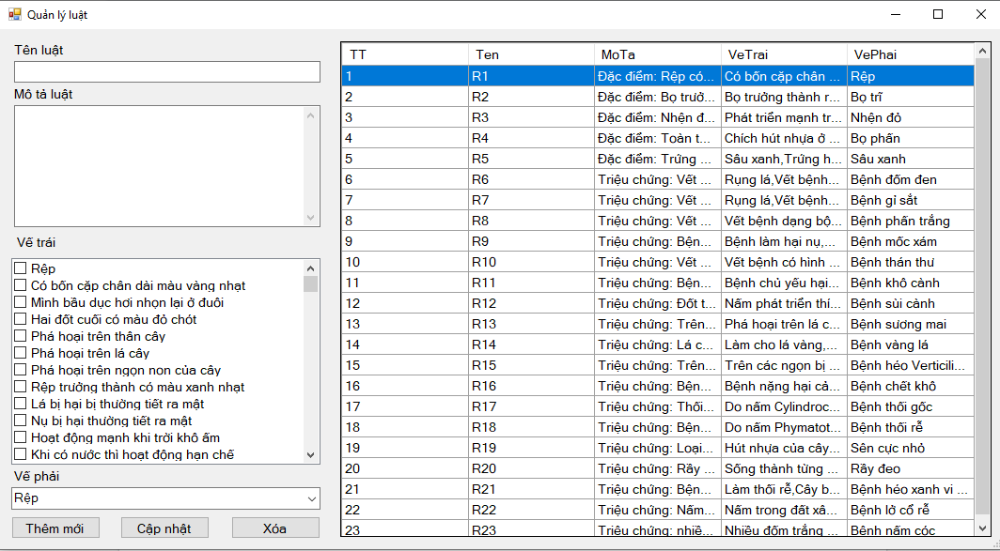 Quản lý luật
Tên luật
Mô tả luật
Vế trái
Rệp
Có bốn cặp chân dài màu vàng nhạt
Mình bầu dục hơi nhọn lại ở đuôi
Hai đốt cuối có màu đỏ chót
Phá hoại trên thân cây
Phá hoại trên lá cây
Phá hoại trên ngọn non của cây
Rệp trưởng thành có màu xanh nhạt
Lá bị hại bị thường tiết ra mật
Nụ bị hại thường tiết ra mật
Hoạt động mạnh khi trời khô ấm
Khi có nước thì hoạt động hạn chế
Vế phải
Rệp
Thêm mới Cập nhật Xóa
TT Ten MoTa VeTrai VePhai
1 R1 Đặc điểm: Rệp có... Có bốn cặp chân ... Rệp
2 R2 Đặc điểm: Bọ trưở... Bọ trưởng thành r... Bọ trĩ
3 R3 Đặc điểm: Nhện đ... Phát triển mạnh tr... Nhện đỏ
4 R4 Đặc điểm: Toàn t... Chích hút nhựa ở ... Bọ phấn
5 R5 Đặc điểm: Trứng ... Sâu xanh,Trứng h... Sâu xanh
6 R6 Triệu chứng: Vết ... Rụng lá,Vết bệnh... Bệnh đốm đen
7 R7 Triệu chứng: Vết ... Rụng lá,Vết bệnh... Bệnh gỉ sắt
8 R8 Triệu chứng: Vết ... Vết bệnh dạng bộ... Bệnh phấn trắng
9 R9 Triệu chứng: Bện... Bệnh làm hại nụ,... Bệnh mốc xám
10 R10 Triệu chứng: Vết ... Vết bệnh có hình ... Bệnh thán thư
11 R11 Triệu chứng: Bện... Bệnh chủ yếu hại... Bệnh khô cành
12 R12 Triệu chứng: Đốt t... Nấm phát triển thí... Bệnh sùi cành
13 R13 Triệu chứng: Trên... Phá hoại trên lá c... Bệnh sương mai
14 R14 Triệu chứng: Lá c... Làm cho lá vàng,... Bệnh vàng lá
15 R15 Triệu chứng: Trên... Trên các ngọn bị ... Bệnh héo Verticili...
16 R16 Triệu chứng: Bện... Bệnh nặng hại cả... Bệnh chết khô
17 R17 Triệu chứng: Thối... Do nấm Cylindroc... Bệnh thối gốc
18 R18 Triệu chứng: Bện... Do nấm Phymatot... Bệnh thối rễ
19 R19 Triệu chứng: Loại... Hút nhựa của cây... Sên cực nhỏ
20 R20 Triệu chứng: Rầy ... Sống thành từng ... Rầy đeo
21 R21 Triệu chứng: Bện... Làm thối rễ,Cây b... Bệnh héo xanh vi ...
22 R22 Triệu chứng: Nấm... Nấm trong đất xâ... Bệnh lở cổ rễ
23 R23 Triệu chứng: nhiề... Nhiều đốm trắng ... Bệnh nấm cóc